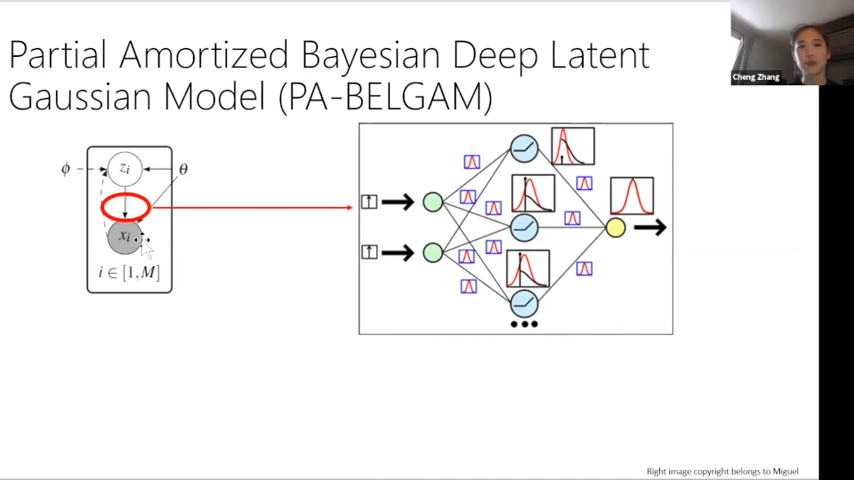 Partial Amortized Bayesian Deep Latent
Gaussian Model (PA-BELGAM)
Cheng Zhang
ϕ
z_i
θ
x_i
i ∈ [1, M]
Right image copyright belongs to Miguel